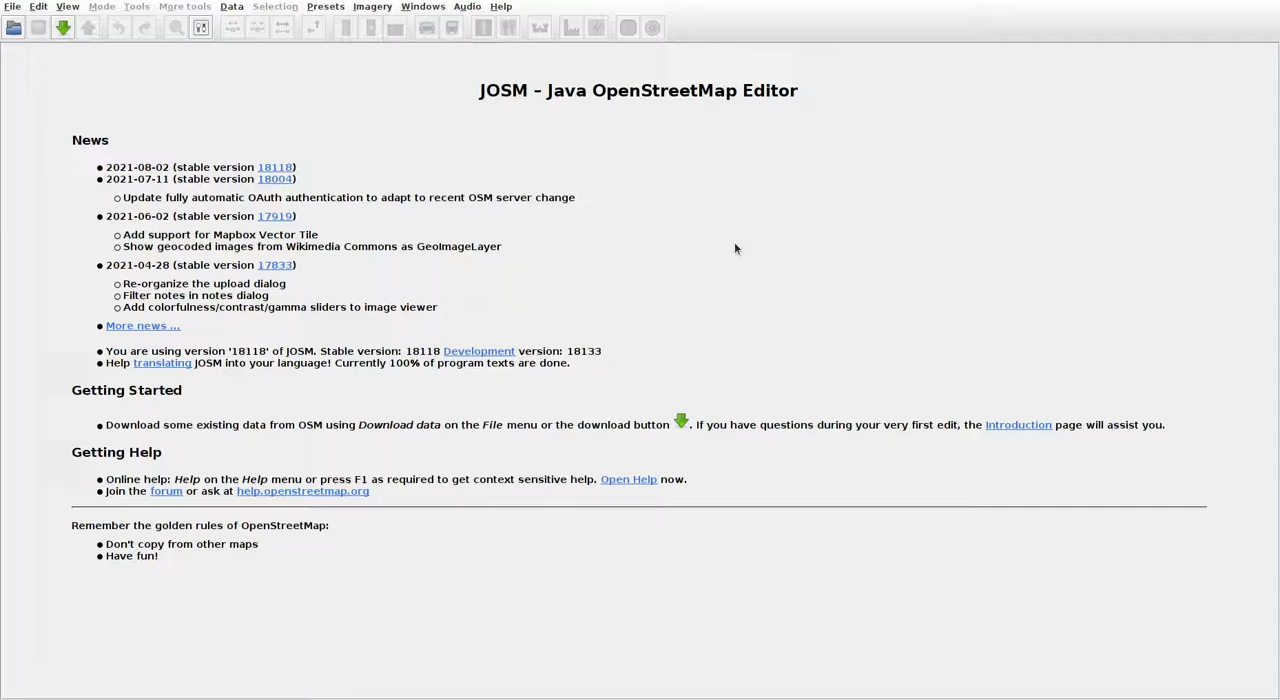 File Edit View Mode Tools More tools Data Selection Presets Imagery Windows Audio Help
JOSM – Java OpenStreetMap Editor
News
2021-08-02 (stable version 18118)
2021-07-11 (stable version 18004)
Update fully automatic OAuth authentication to adapt to recent OSM server change
2021-06-02 (stable version 17919)
Add support for Mapbox Vector Tile
Show geocoded images from Wikimedia Commons as GeoImageLayer
2021-04-28 (stable version 17833)
Re-organize the upload dialog
Filter notes in notes dialog
Add colorfulness/contrast/gamma sliders to image viewer
More news ...
You are using version '18118' of JOSM. Stable version: 18118 Development version: 18133
Help translating JOSM into your language! Currently 100% of program texts are done.
Getting Started
Download some existing data from OSM using Download data on the File menu or the download button . If you have questions during your very first edit, the Introduction page will assist you.
Getting Help
Online help: Help on the Help menu or press F1 as required to get context sensitive help. Open Help now.
Join the forum or ask at help.openstreetmap.org
Remember the golden rules of OpenStreetMap:
Don't copy from other maps
Have fun!